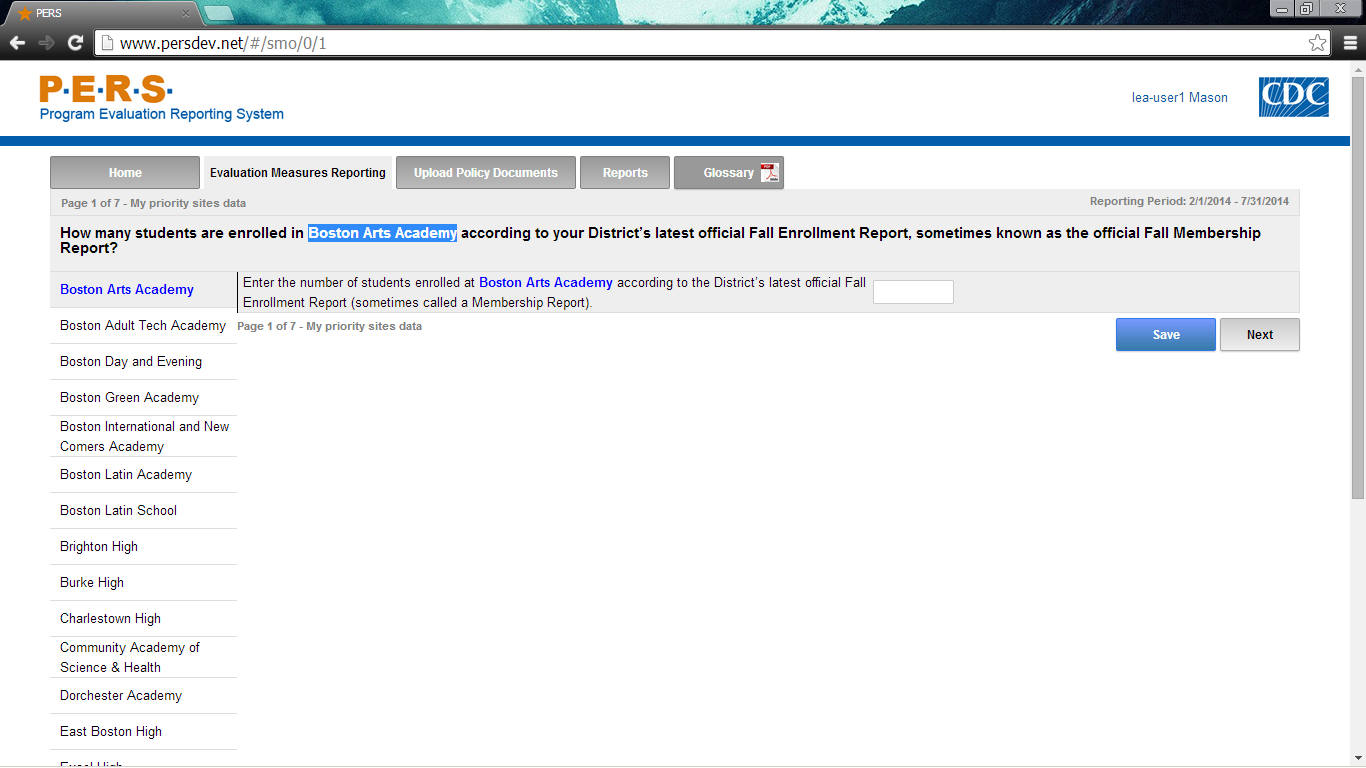 PERS
www.persdev.net/#/smo/0/1
P·E·R·S·
Program Evaluation Reporting System
lea-user1 Mason
CDC
Home
Evaluation Measures Reporting
Upload Policy Documents
Reports
Glossary
Page 1 of 7 - My priority sites data
Reporting Period: 2/1/2014 - 7/31/2014
How many students are enrolled in Boston Arts Academy according to your District's latest official Fall Enrollment Report, sometimes known as the official Fall Membership
Report?
Boston Arts Academy
Enter the number of students enrolled at Boston Arts Academy according to the District's latest official Fall
Enrollment Report (sometimes called a Membership Report).
Boston Adult Tech Academy
Page 1 of 7 - My priority sites data
Save
Next
Boston Day and Evening
Boston Green Academy
Boston International and New
Comers Academy
Boston Latin Academy
Boston Latin School
Brighton High
Burke High
Charlestown High
Community Academy of
Science & Health
Dorchester Academy
East Boston High